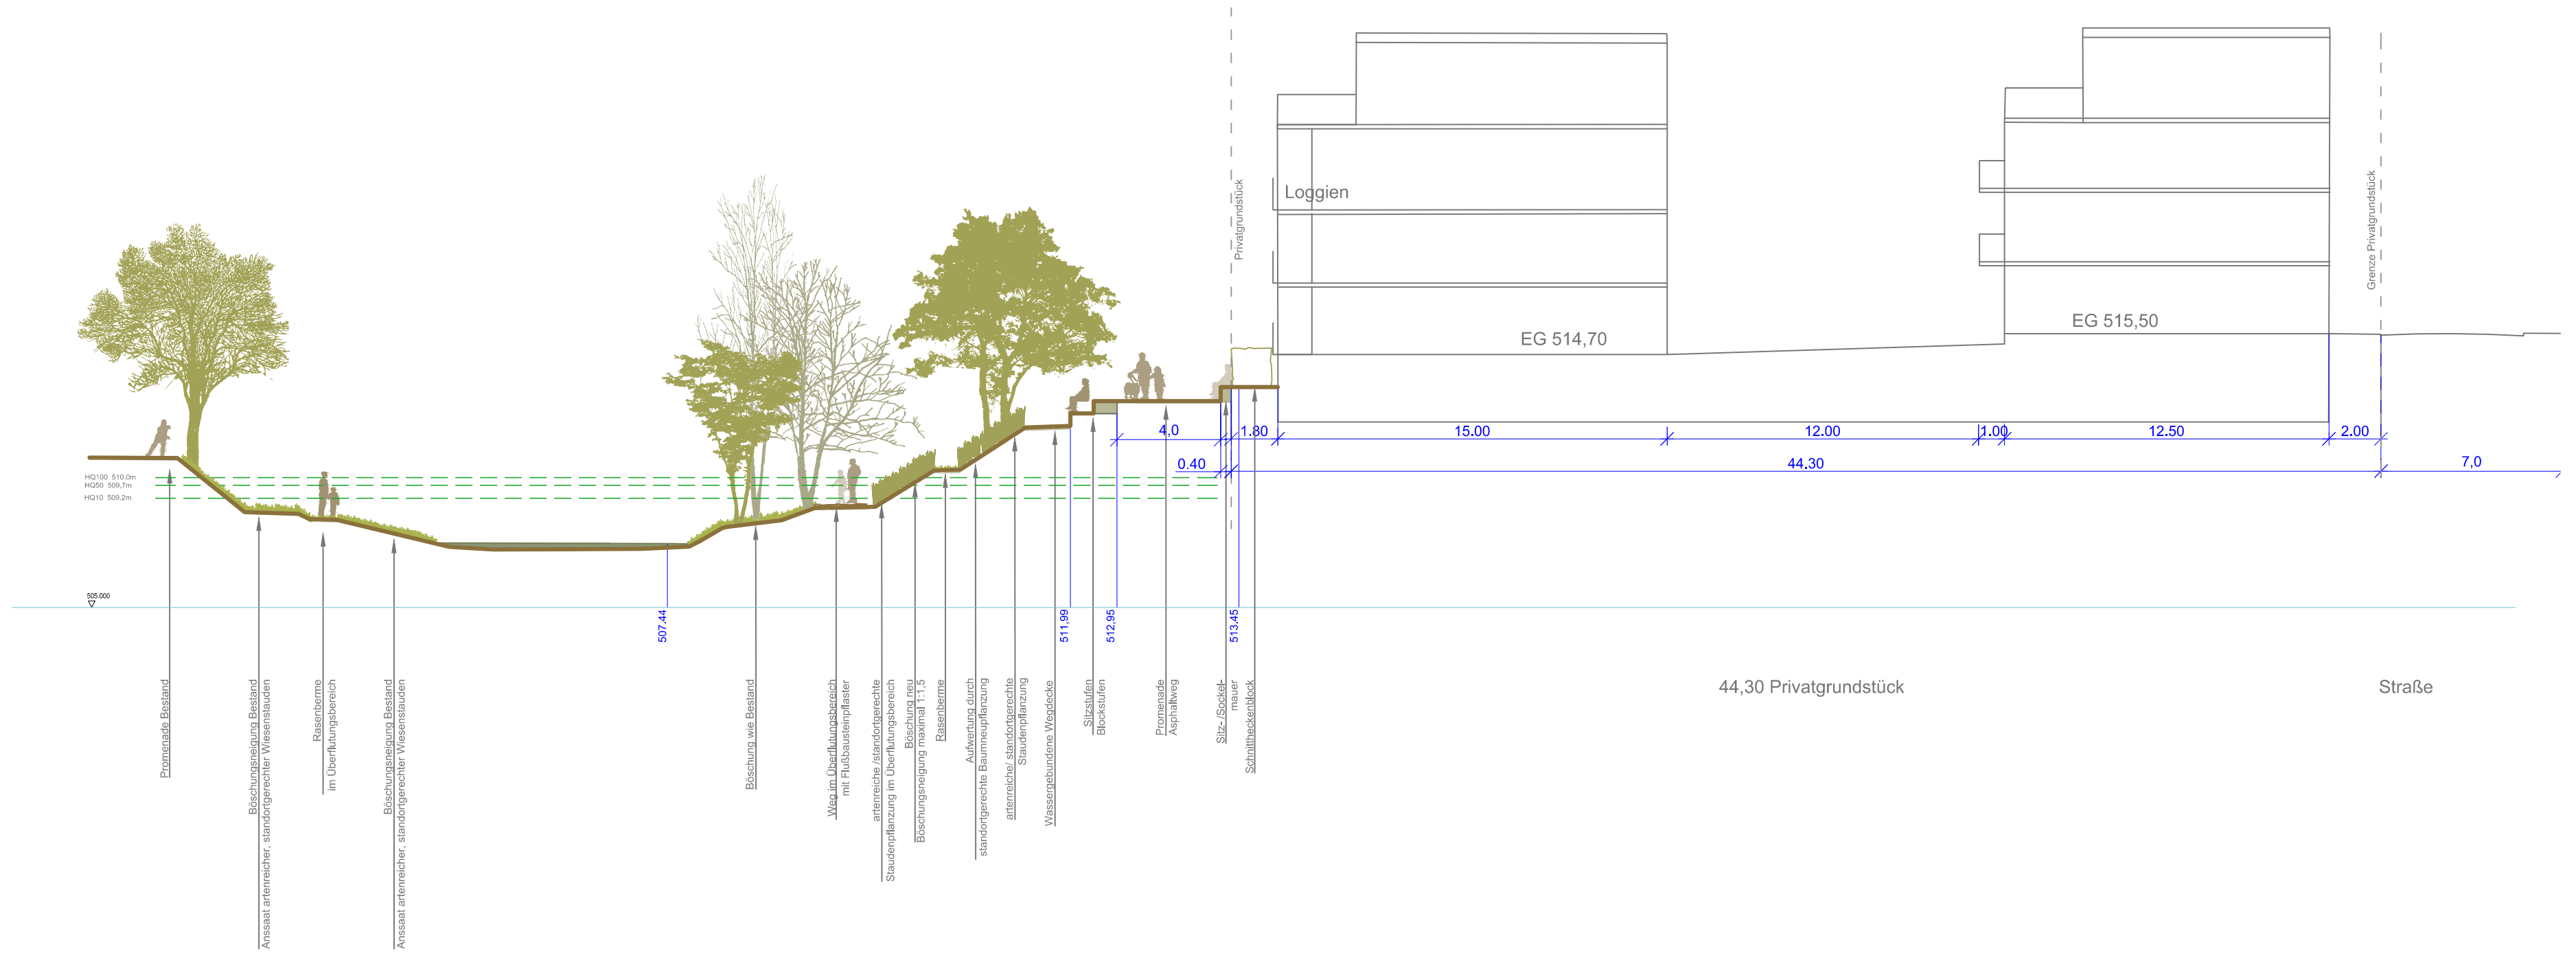 Privatgrundstück
Loggien
EG 514,70
EG 515,50
Grenze Privatgrundstück
4,0
1.80
15.00
12.00
1.00
12.50
2.00
0.40
44.30
7,0
HQ100 510,0m
HQ50 509,7m
HQ10 509,2m
505.000
507.44
511,99
512,95
513.45
Promenade Bestand
Böschungsneigung Bestand
Anssaat artenreicher, standortgerechter Wiesenstauden
Rasenberme
im Überflutungsbereich
Böschungsneigung Bestand
Anssaat artenreicher, standortgerechter Wiesenstauden
Böschung wie Bestand
Weg im Überflutungsbereich
mit Flußbausteinpflaster
artenreiche /standortgerechte
Staudenpflanzung im Überflutungsbereich
Böschung neu
Böschungsneigung maximal 1:1,5
Rasenberme
Aufwertung durch
standortgerechte Baumneupflanzung
artenreiche/ standortgerechte
Staudenpflanzung
Wassergebundene Wegdecke
Sitzstufen
Blockstufen
Promenade
Asphaltweg
Sitz- /Sockel-
mauer
Schnittheckenblock
44,30 Privatgrundstück
Straße